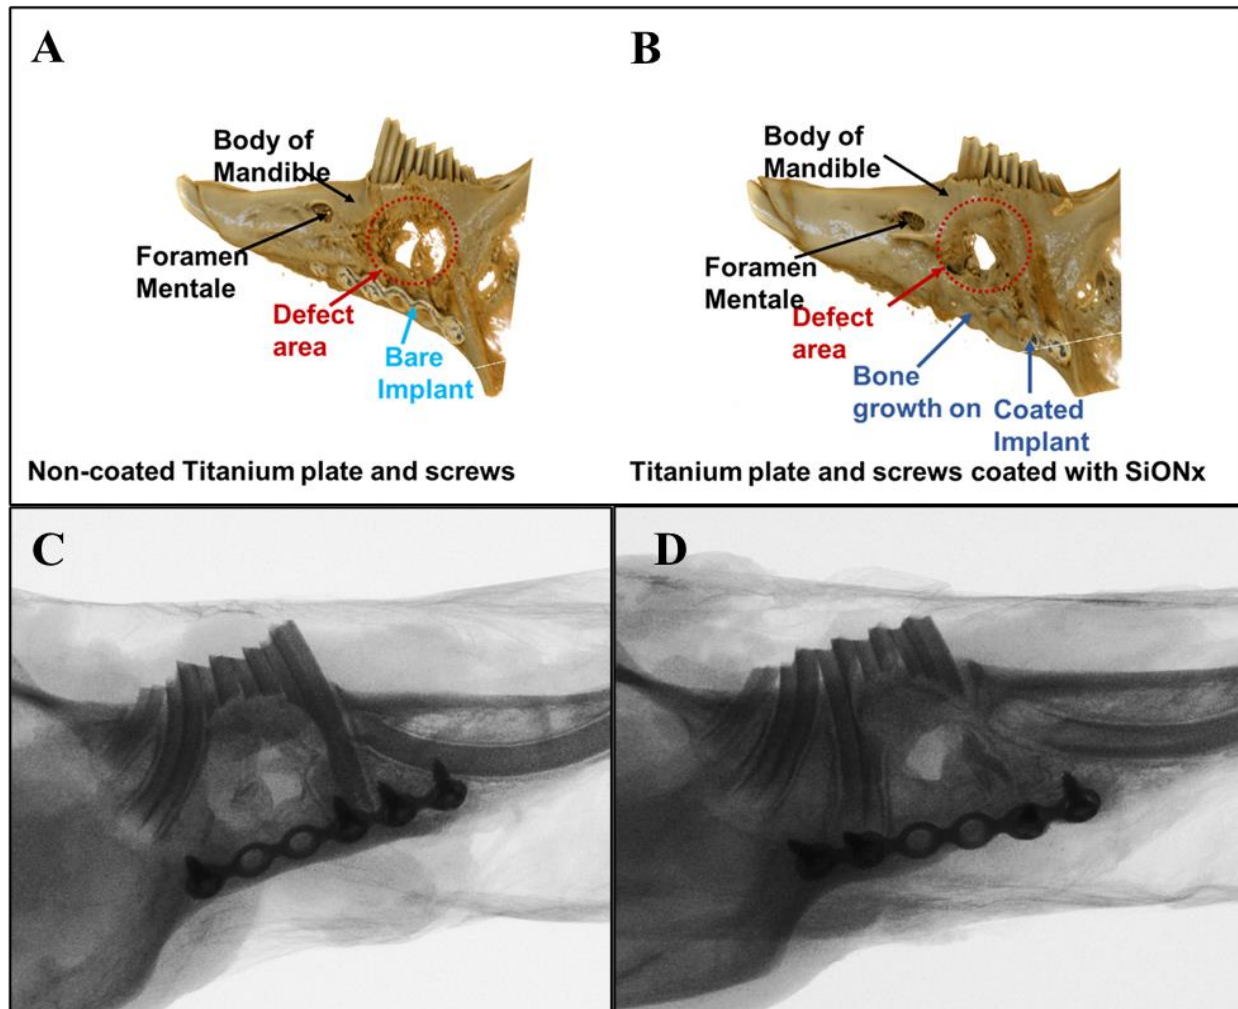 A
B
Body of
Mandible
Foramen
Mentale
Defect
area
Bare
Implant
Body of
Mandible
Foramen
Mentale
Defect
area
Bone
growth on
Coated
Implant
Non-coated Titanium plate and screws
Titanium plate and screws coated with SiONx
C
D